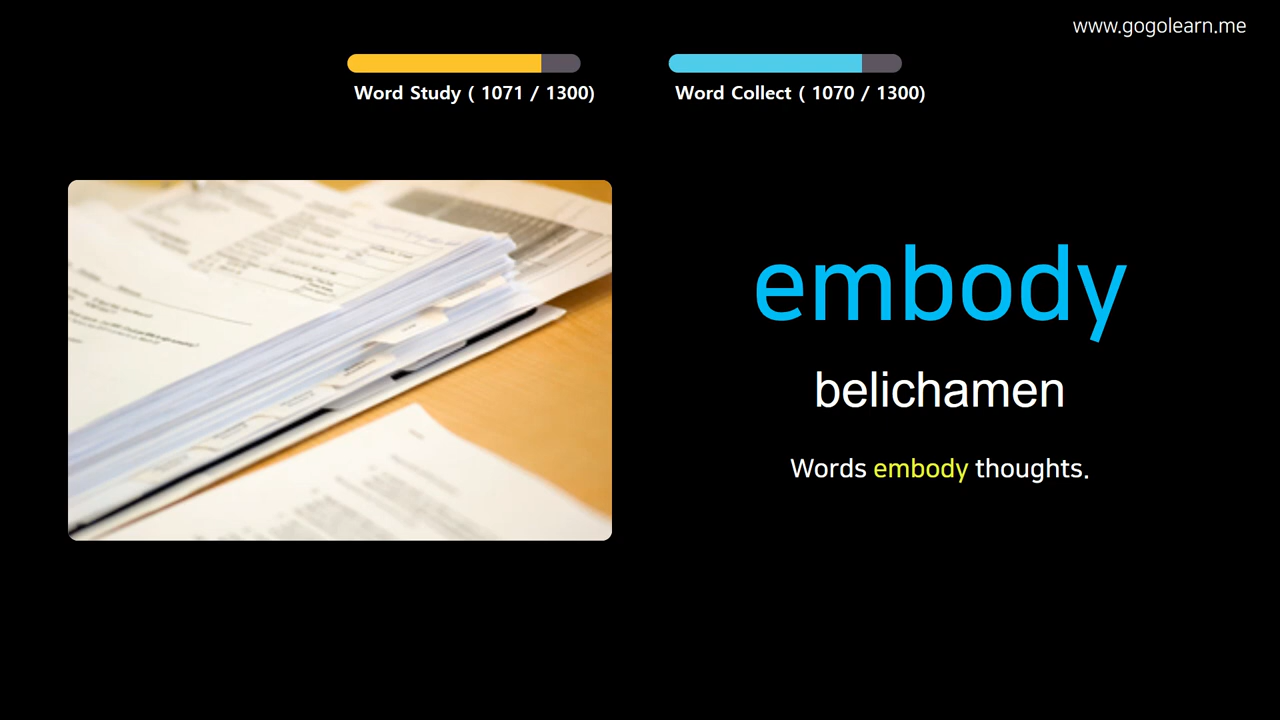 www.gogolearn.me
Word Study ( 1071 / 1300)
Word Collect ( 1070 / 1300)
embody
belichamen
Words embody thoughts.